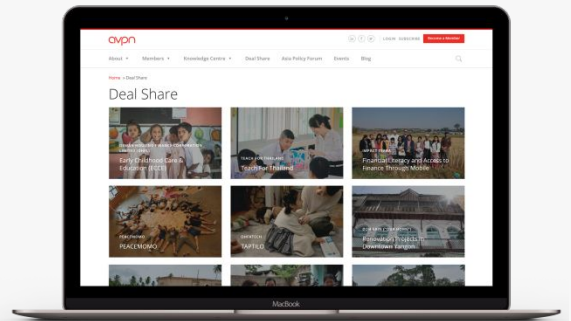 avpn
LOGIN SUBSCRIBE Become a Member
About Members Knowledge Centre Deal Share Asia Policy Forum Events Blog
Home » Deal Share
Deal Share
Early Childhood Care &
Education (ECCE)
TEACH FOR THAILAND
Teach For Thailand
Financial Literacy and Access to
Finance Through Mobile
PEACEMOMO
PEACEMOMO
TAPTILO
Renovation Projects in
Downtown Yangon
MacBook